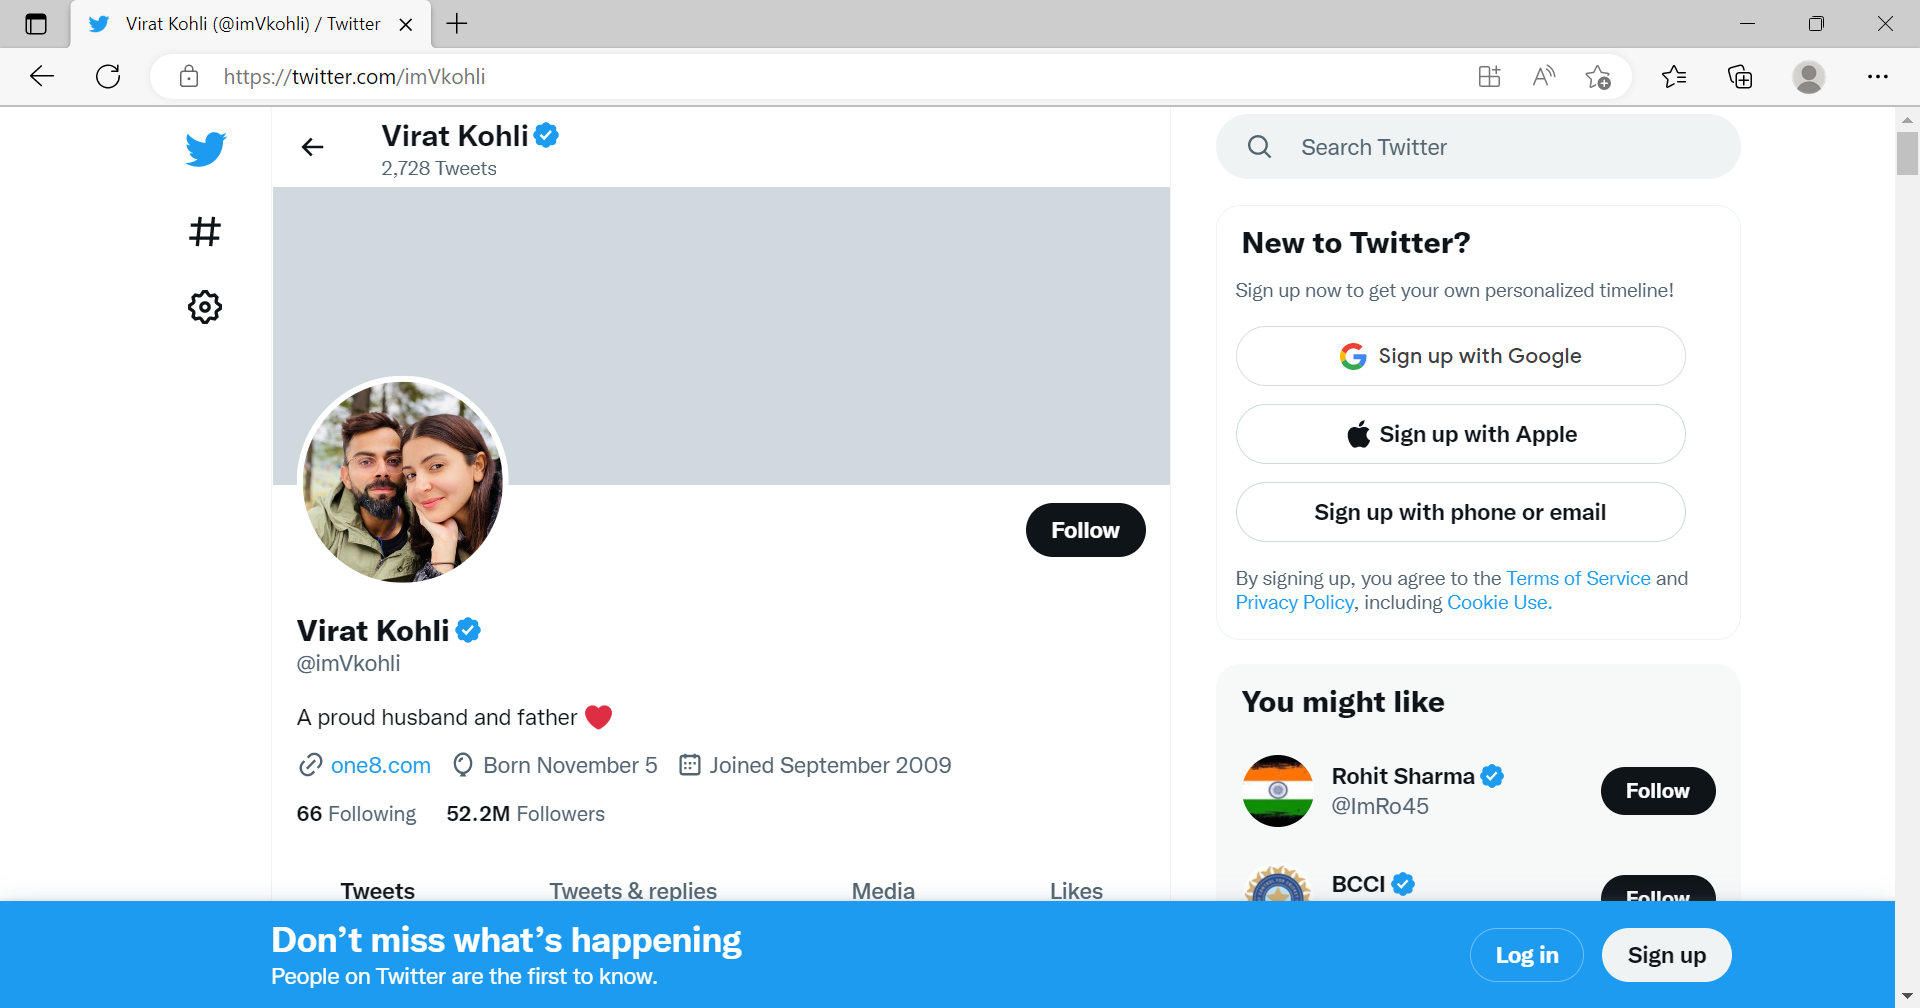 Virat Kohli (@imVkohli) / Twitter
https://twitter.com/imVkohli
Virat Kohli
2,728 Tweets
Follow
Virat Kohli
@imVkohli
A proud husband and father ❤️
one8.com Born November 5 Joined September 2009
66 Following 52.2M Followers
Tweets Tweets & replies Media Likes
Search Twitter
New to Twitter?
Sign up now to get your own personalized timeline!
Sign up with Google
Sign up with Apple
Sign up with phone or email
By signing up, you agree to the Terms of Service and
Privacy Policy, including Cookie Use.
You might like
Rohit Sharma
@ImRo45
Follow
BCCI
Follow
Don’t miss what’s happening
People on Twitter are the first to know.
Log in
Sign up